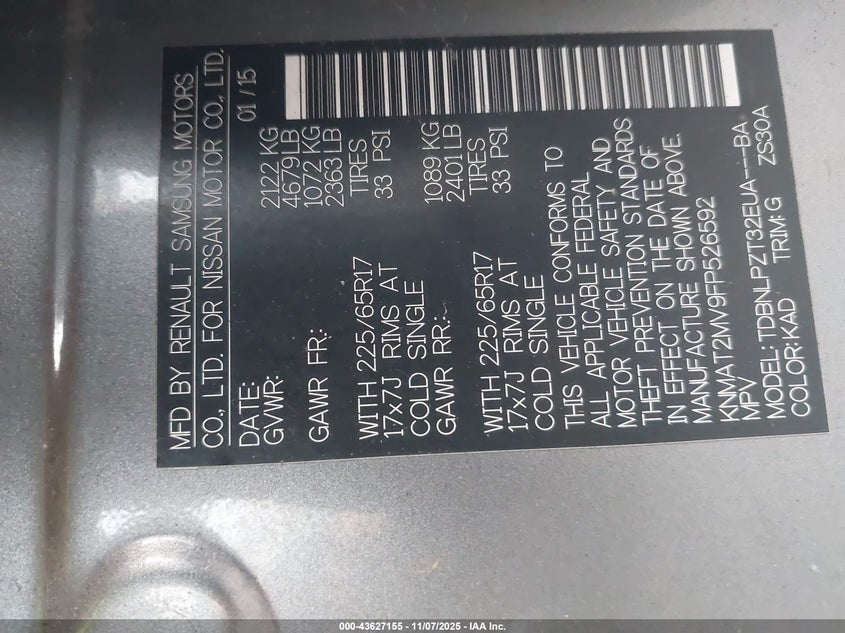 MFD BY RENAULT SAMSUNG MOTORS
CO., LTD. FOR NISSAN MOTOR CO., LTD.
DATE: 01 / 15
GVWR: 2122 KG
4679 LB
GAWR FR: 1072 KG
2363 LB
WITH 225/65R17 TIRES
17x7J RIMS AT 33 PSI
COLD SINGLE
GAWR RR: 1089 KG
2401 LB
WITH 225/65R17 TIRES
17x7J RIMS AT 33 PSI
COLD SINGLE
THIS VEHICLE CONFORMS TO
ALL APPLICABLE FEDERAL
MOTOR VEHICLE SAFETY AND
THEFT PREVENTION STANDARDS
IN EFFECT ON THE DATE OF
MANUFACTURE SHOWN ABOVE.
KNMAT2MV9FP526592
MPV
MODEL: TDBNLPZT32EUA---BA
COLOR: KAD TRIM: G ZS30A
000-43627155 - 11/07/2025 - IAA Inc.